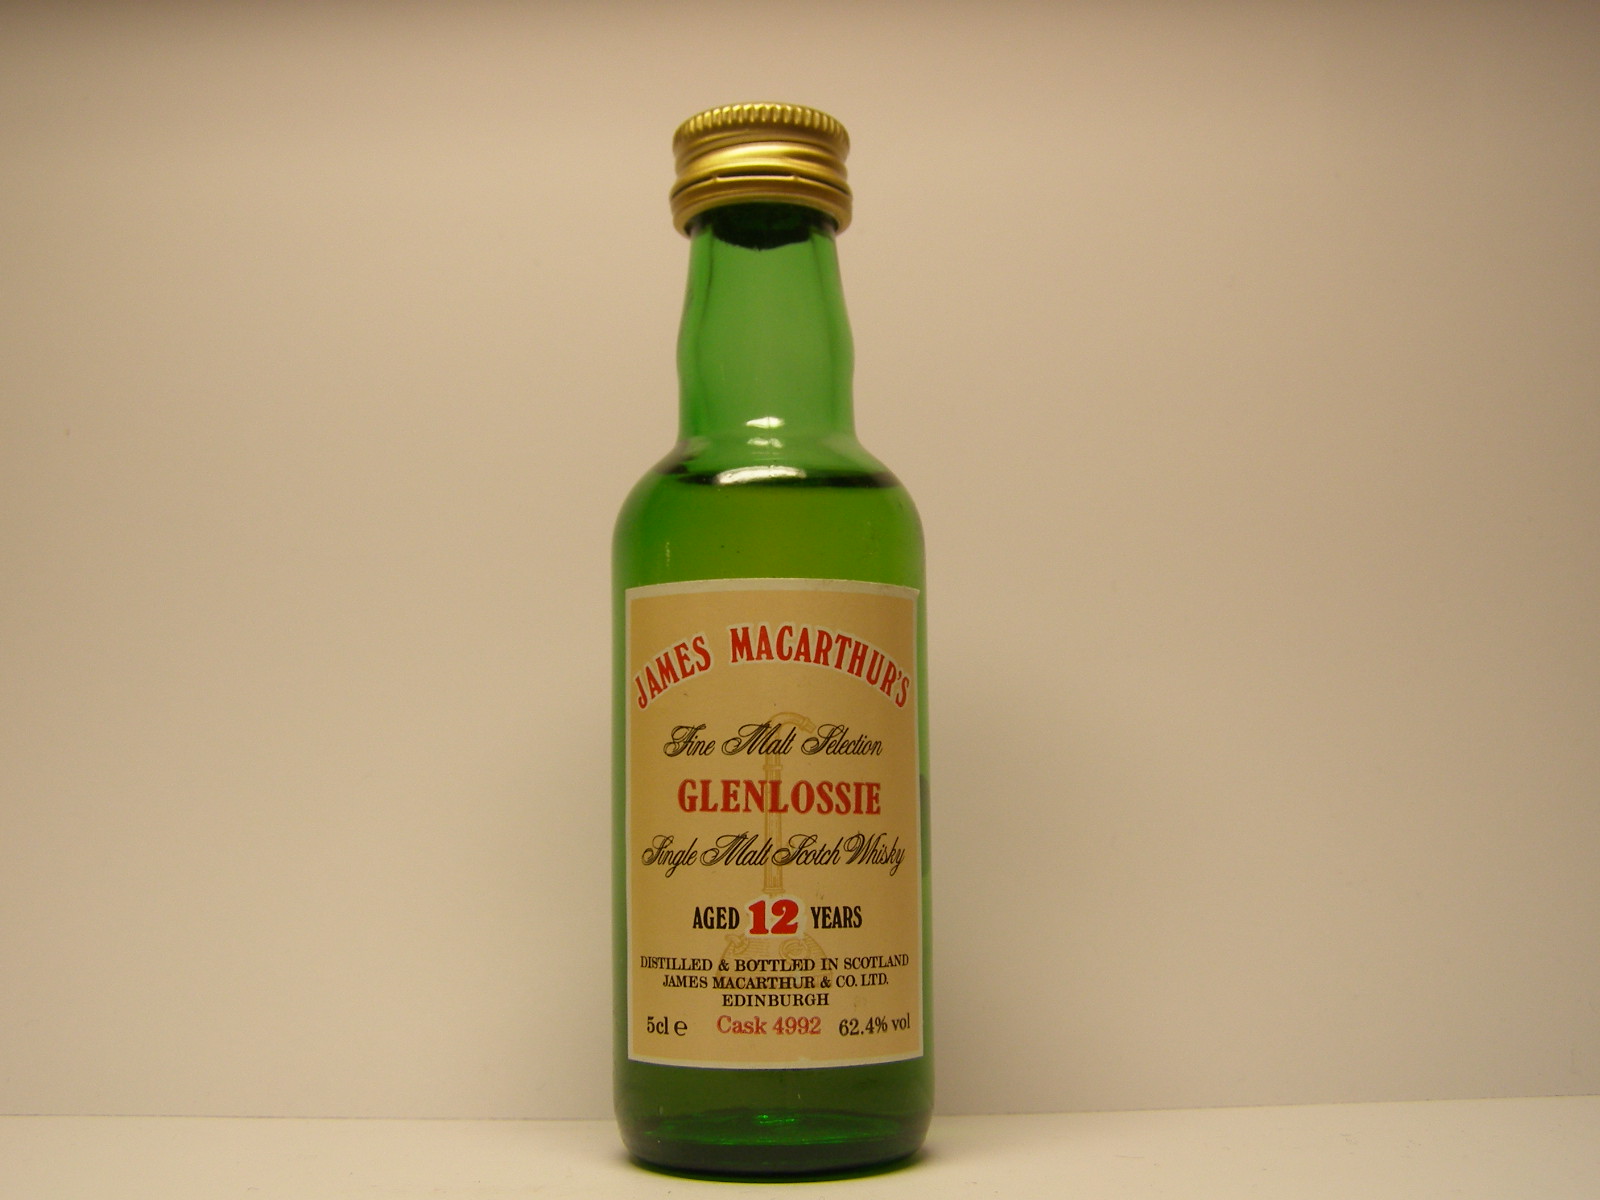 JAMES MACARTHUR'S
Fine Malt Selection
GLENLOSSIE
Single Malt Scotch Whisky
AGED 12 YEARS
DISTILLED & BOTTLED IN SCOTLAND
JAMES MACARTHUR & CO. LTD.
EDINBURGH
5cl e Cask 4992 62.4% vol